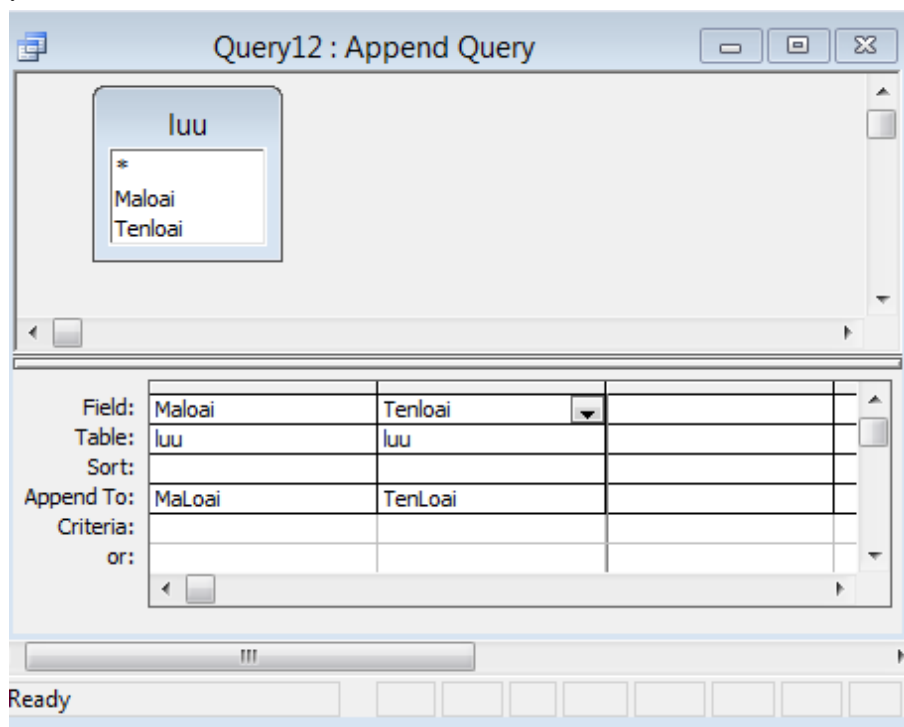 Query12 : Append Query
luu
*
Maloai
Tenloai
Field: Maloai Tenloai
Table: luu luu
Sort:
Append To: MaLoai TenLoai
Criteria:
or:
Ready